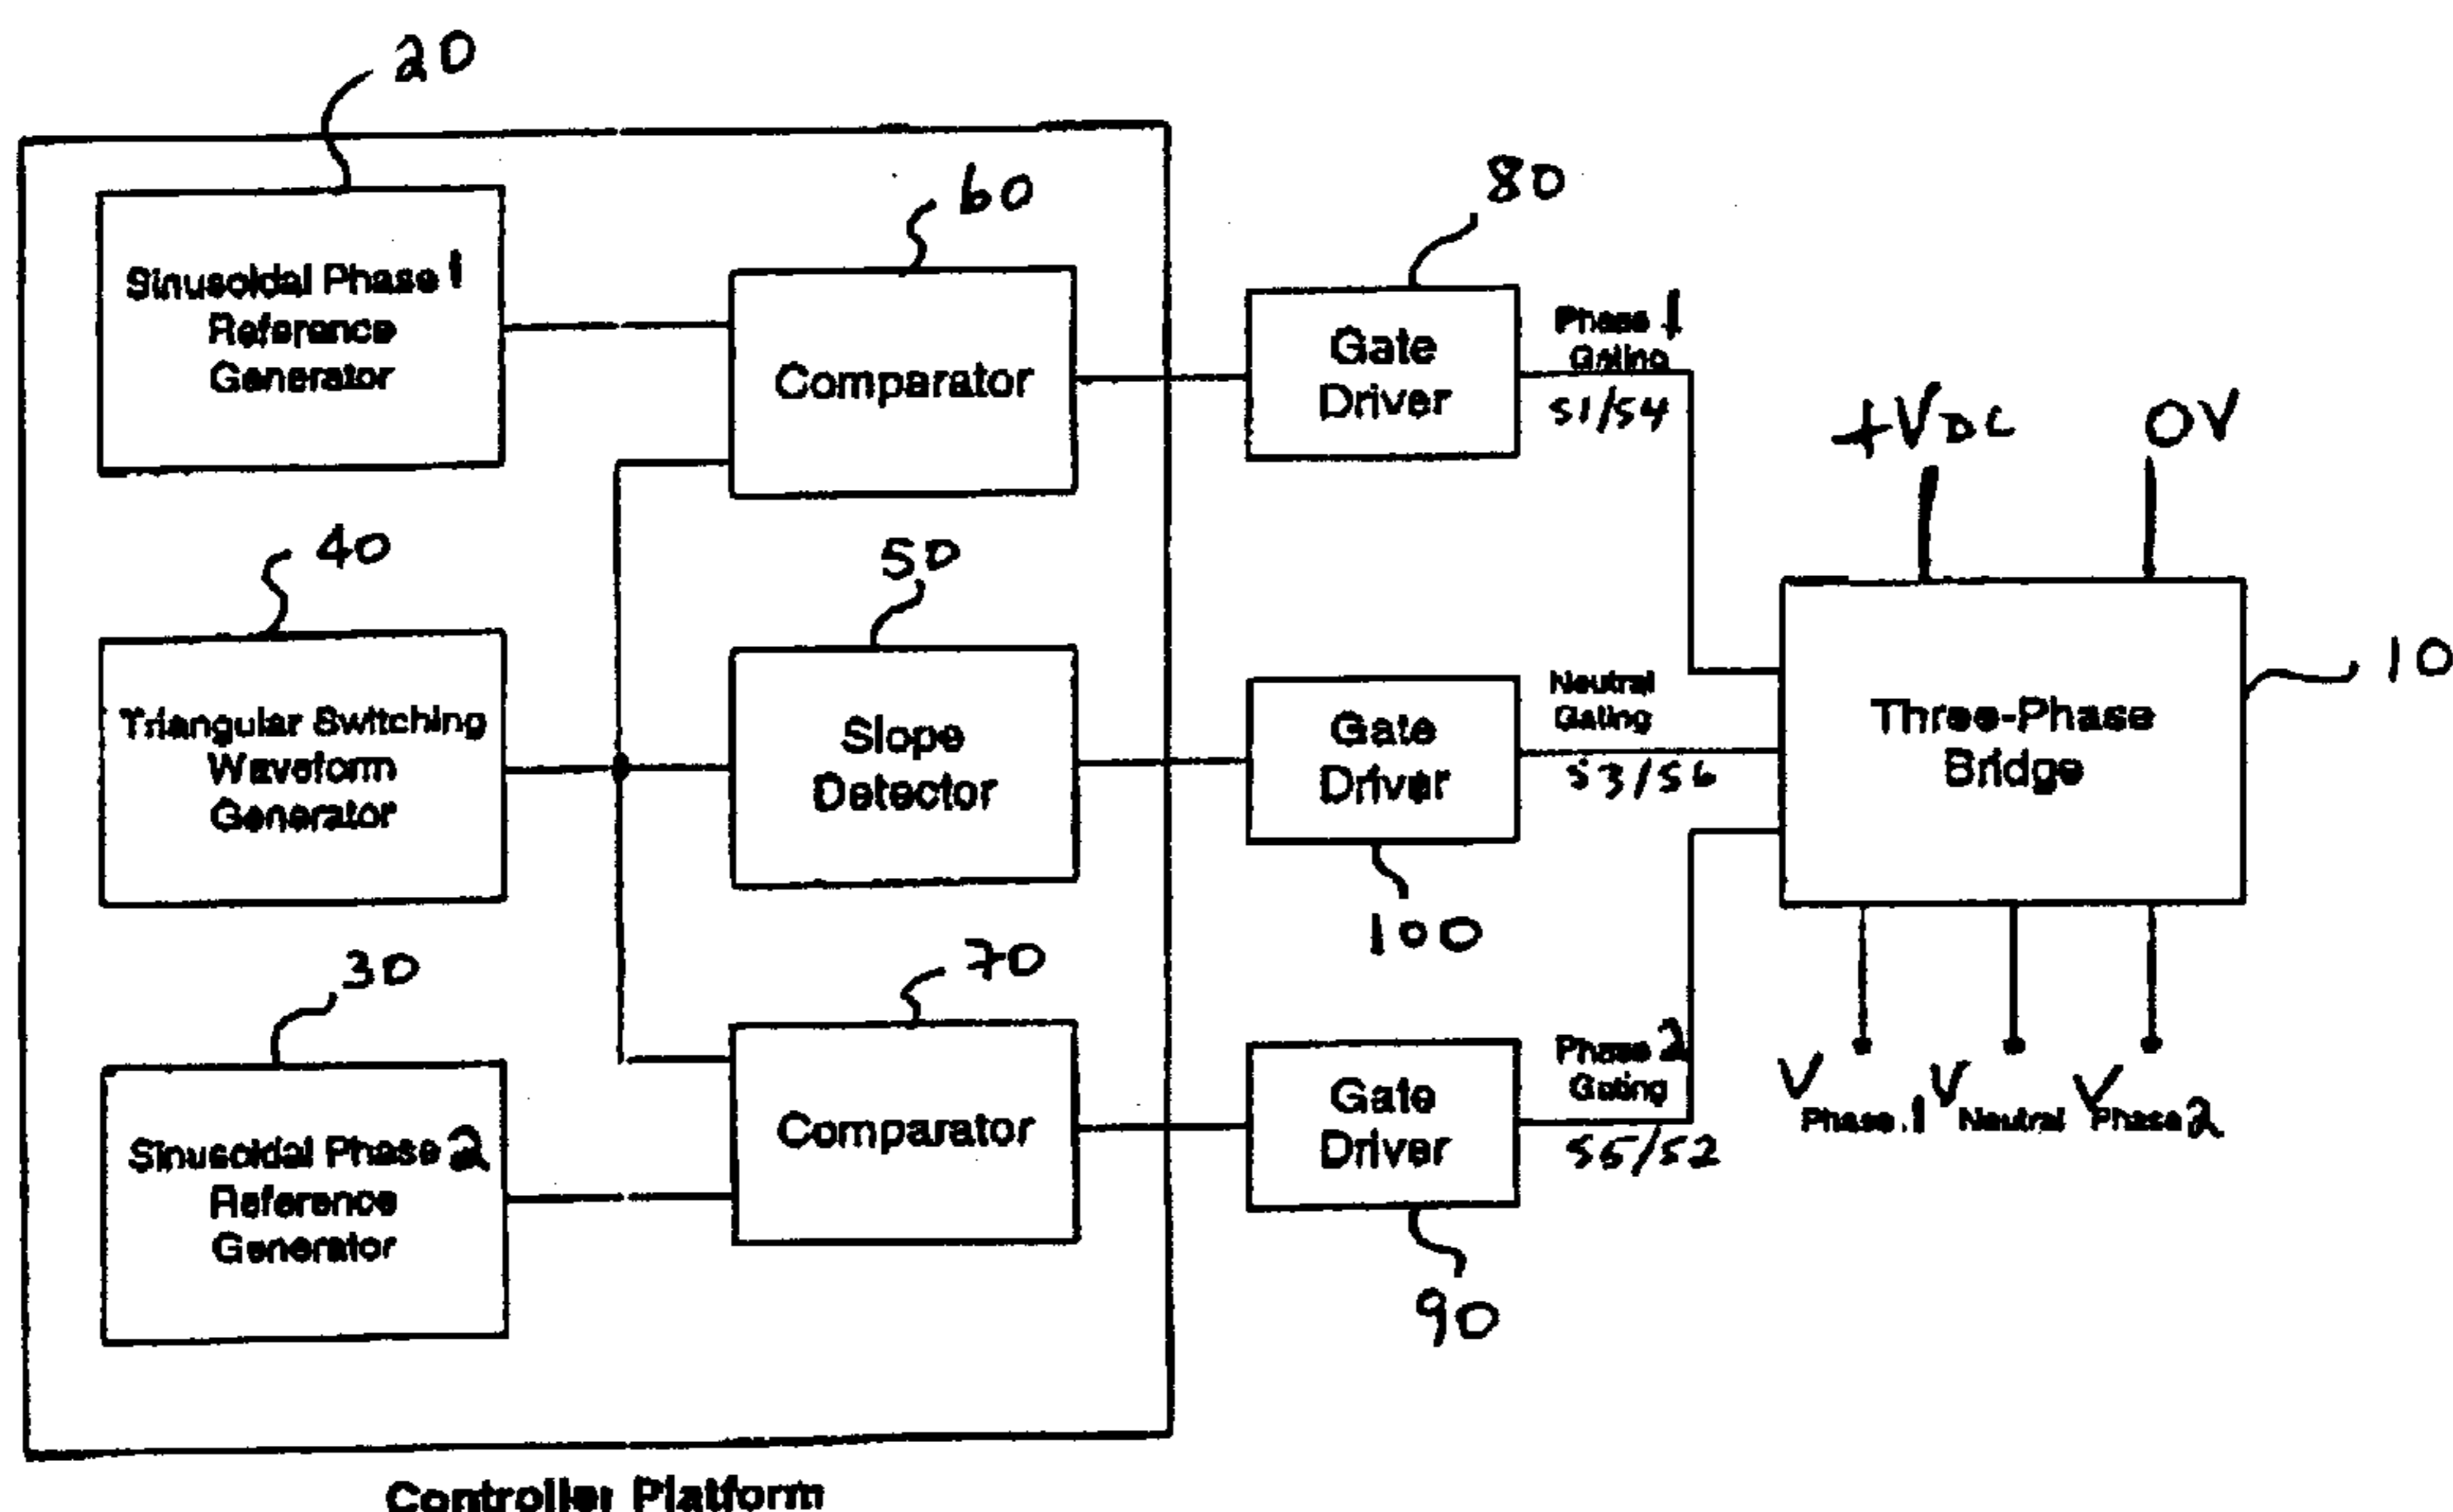 20
Sinusoidal Phase 1
Reference
Generator
60
Comparator
80
Gate
Driver
Phase 1
Gating
S1/S4
+VDC
0V
40
Triangular Switching
Waveform
Generator
50
Slope
Detector
Gate
Driver
100
Neutral
Gating
S3/S6
Three-Phase
Bridge
10
30
Sinusoidal Phase 2
Reference
Generator
70
Comparator
Gate
Driver
90
Phase 2
Gating
S5/S2
V Phase 1
V Neutral
V Phase 2
Controller Platform